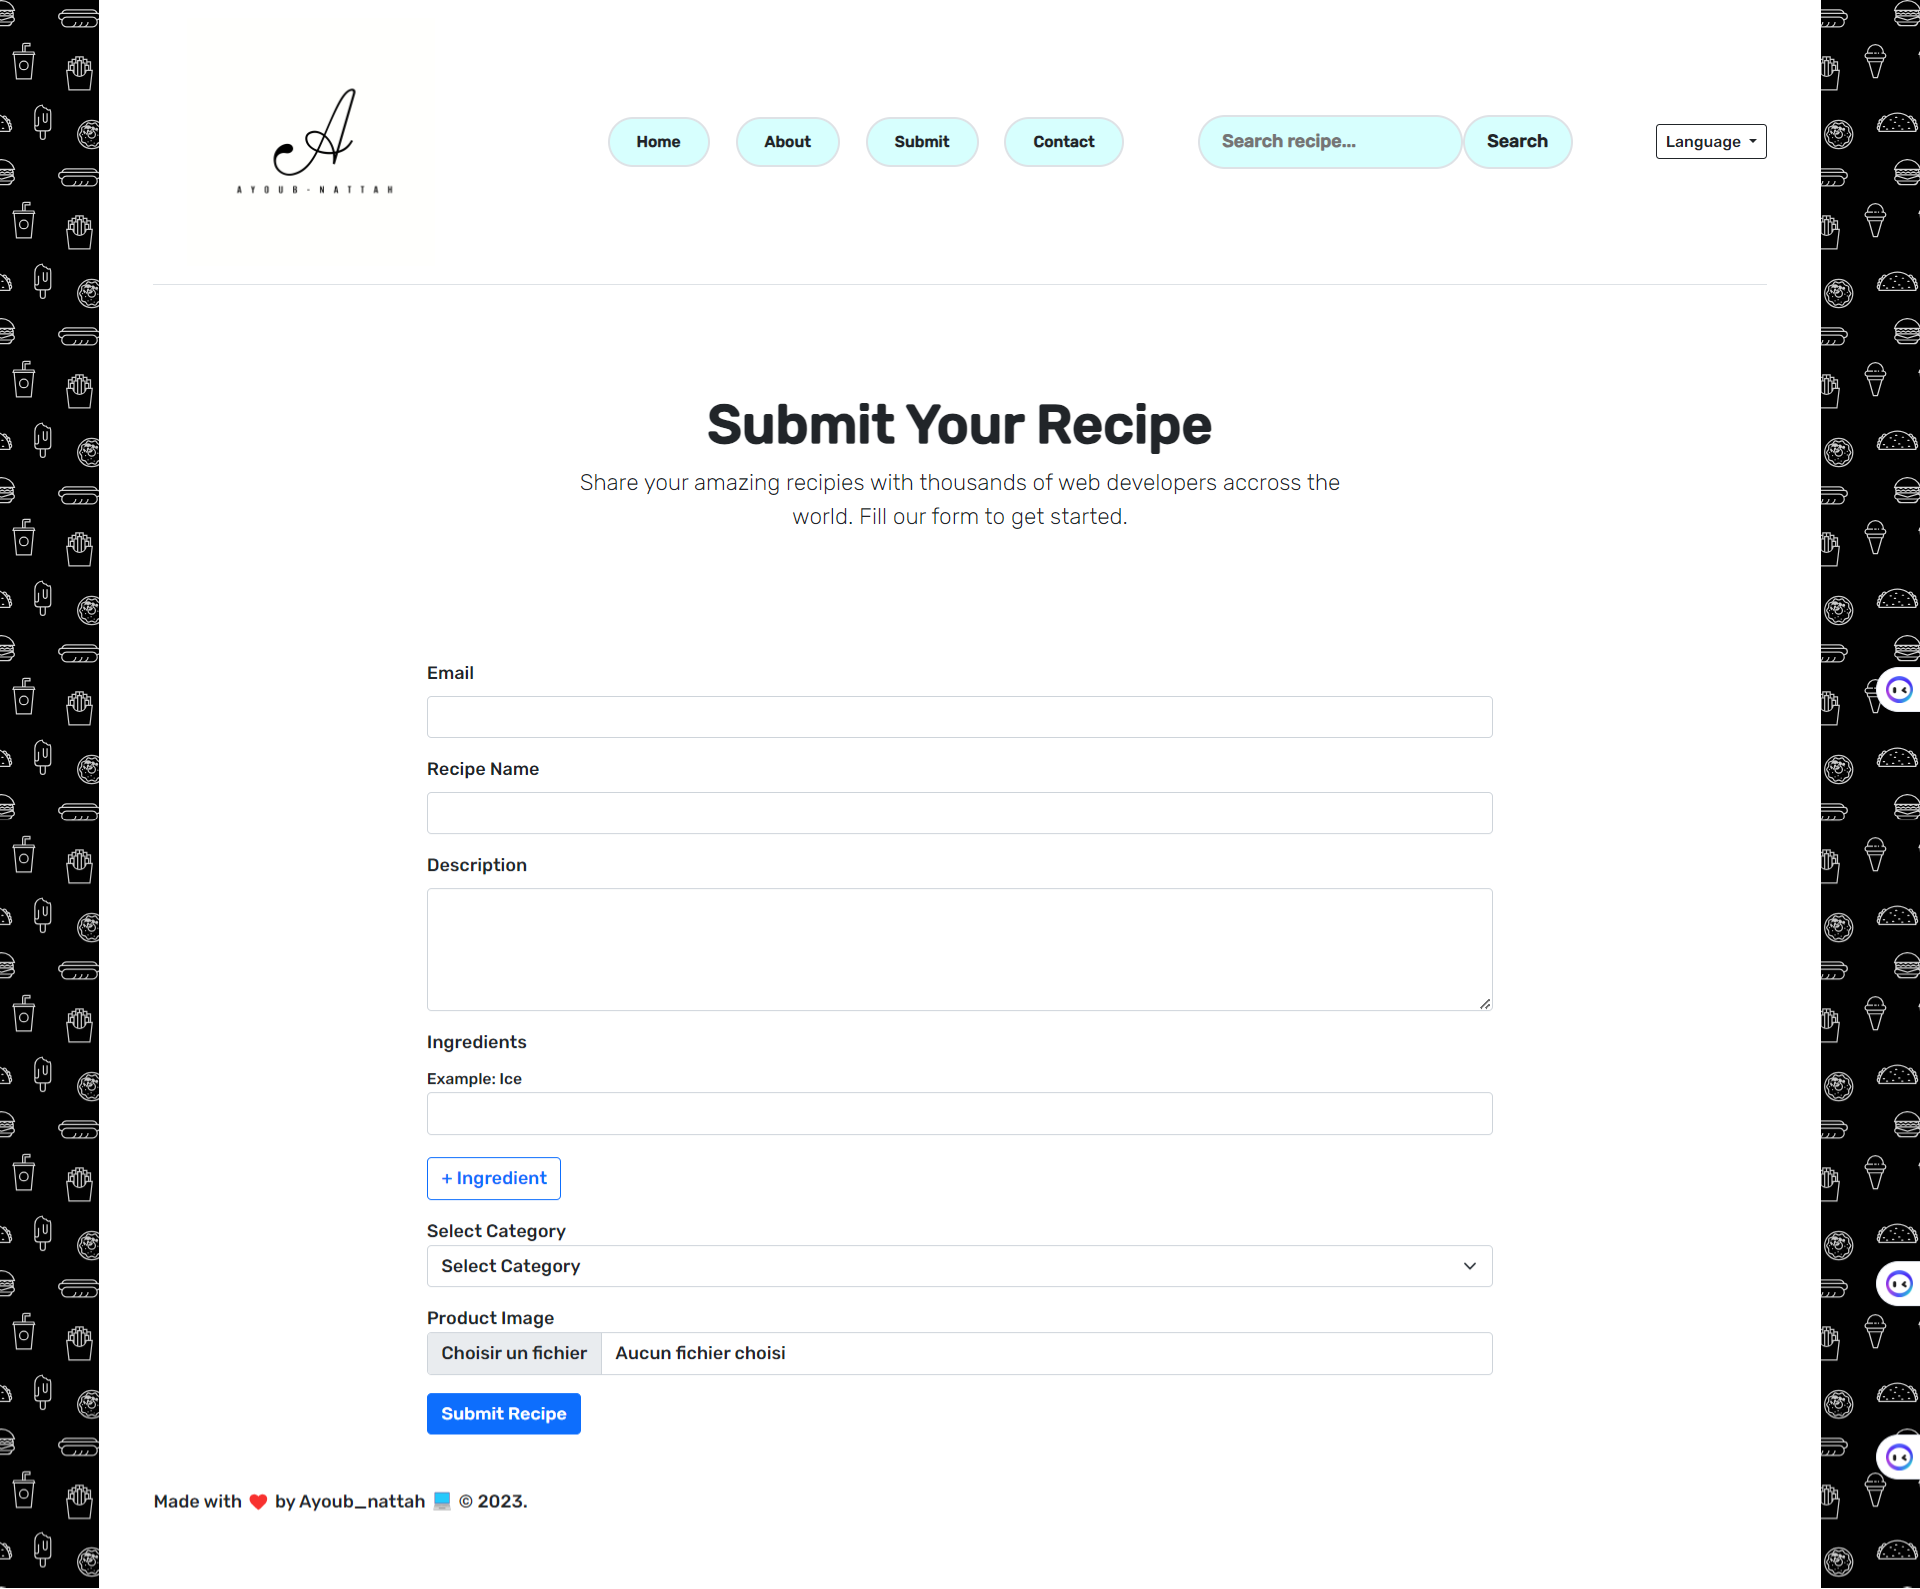 A
AYOUB-NATTAH
Home
About
Submit
Contact
Search recipe...
Search
Language
Submit Your Recipe
Share your amazing recipies with thousands of web developers accross the
world. Fill our form to get started.
Email
Recipe Name
Description
Ingredients
Example: Ice
+ Ingredient
Select Category
Select Category
Product Image
Choisir un fichier
Aucun fichier choisi
Submit Recipe
Made with ❤️ by Ayoub_nattah 💻 © 2023.